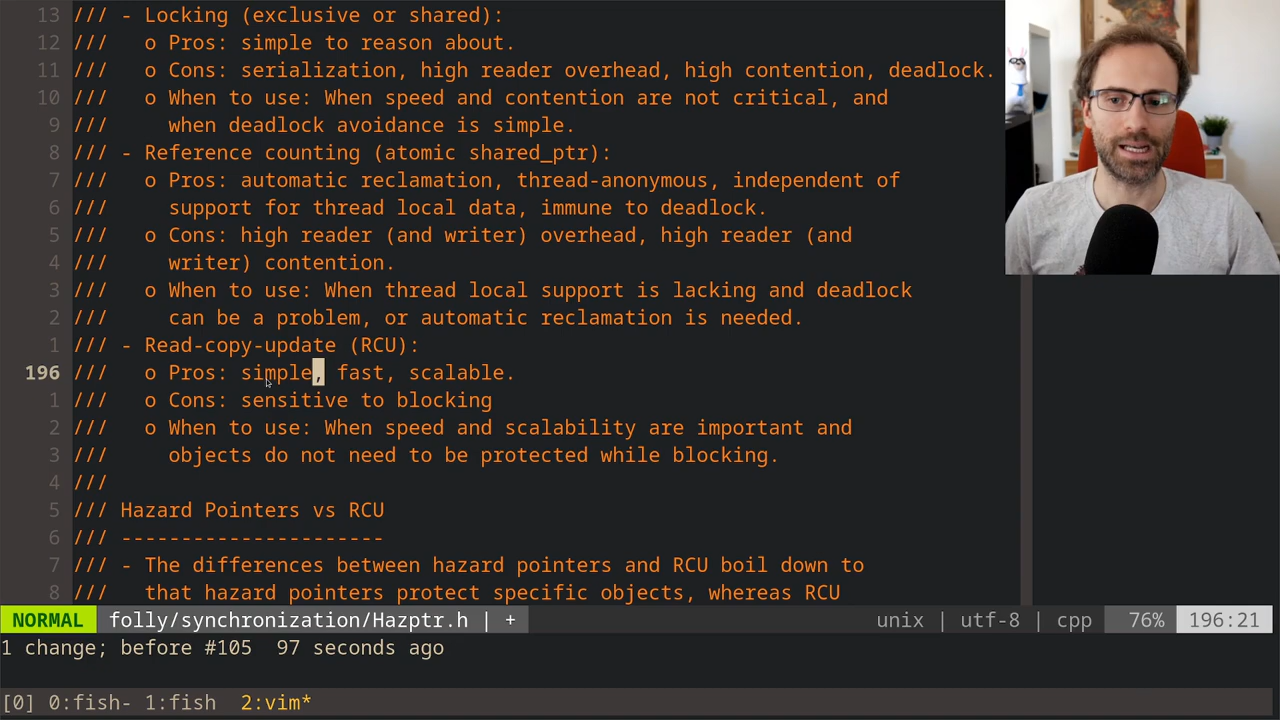 13 /// - Locking (exclusive or shared):
12 ///   o Pros: simple to reason about.
11 ///   o Cons: serialization, high reader overhead, high contention, deadlock.
10 ///   o When to use: When speed and contention are not critical, and
9 ///     when deadlock avoidance is simple.
8 /// - Reference counting (atomic shared_ptr):
7 ///   o Pros: automatic reclamation, thread-anonymous, independent of
6 ///     support for thread local data, immune to deadlock.
5 ///   o Cons: high reader (and writer) overhead, high reader (and
4 ///     writer) contention.
3 ///   o When to use: When thread local support is lacking and deadlock
2 ///     can be a problem, or automatic reclamation is needed.
1 /// - Read-copy-update (RCU):
196 ///   o Pros: simple, fast, scalable.
1 ///   o Cons: sensitive to blocking
2 ///   o When to use: When speed and scalability are important and
3 ///     objects do not need to be protected while blocking.
4 ///
5 /// Hazard Pointers vs RCU
6 /// ----------------------
7 /// - The differences between hazard pointers and RCU boil down to
8 ///   that hazard pointers protect specific objects, whereas RCU
NORMAL folly/synchronization/Hazptr.h | + unix | utf-8 | cpp 76% 196:21
1 change; before #105  97 seconds ago
[0] 0:fish- 1:fish  2:vim*